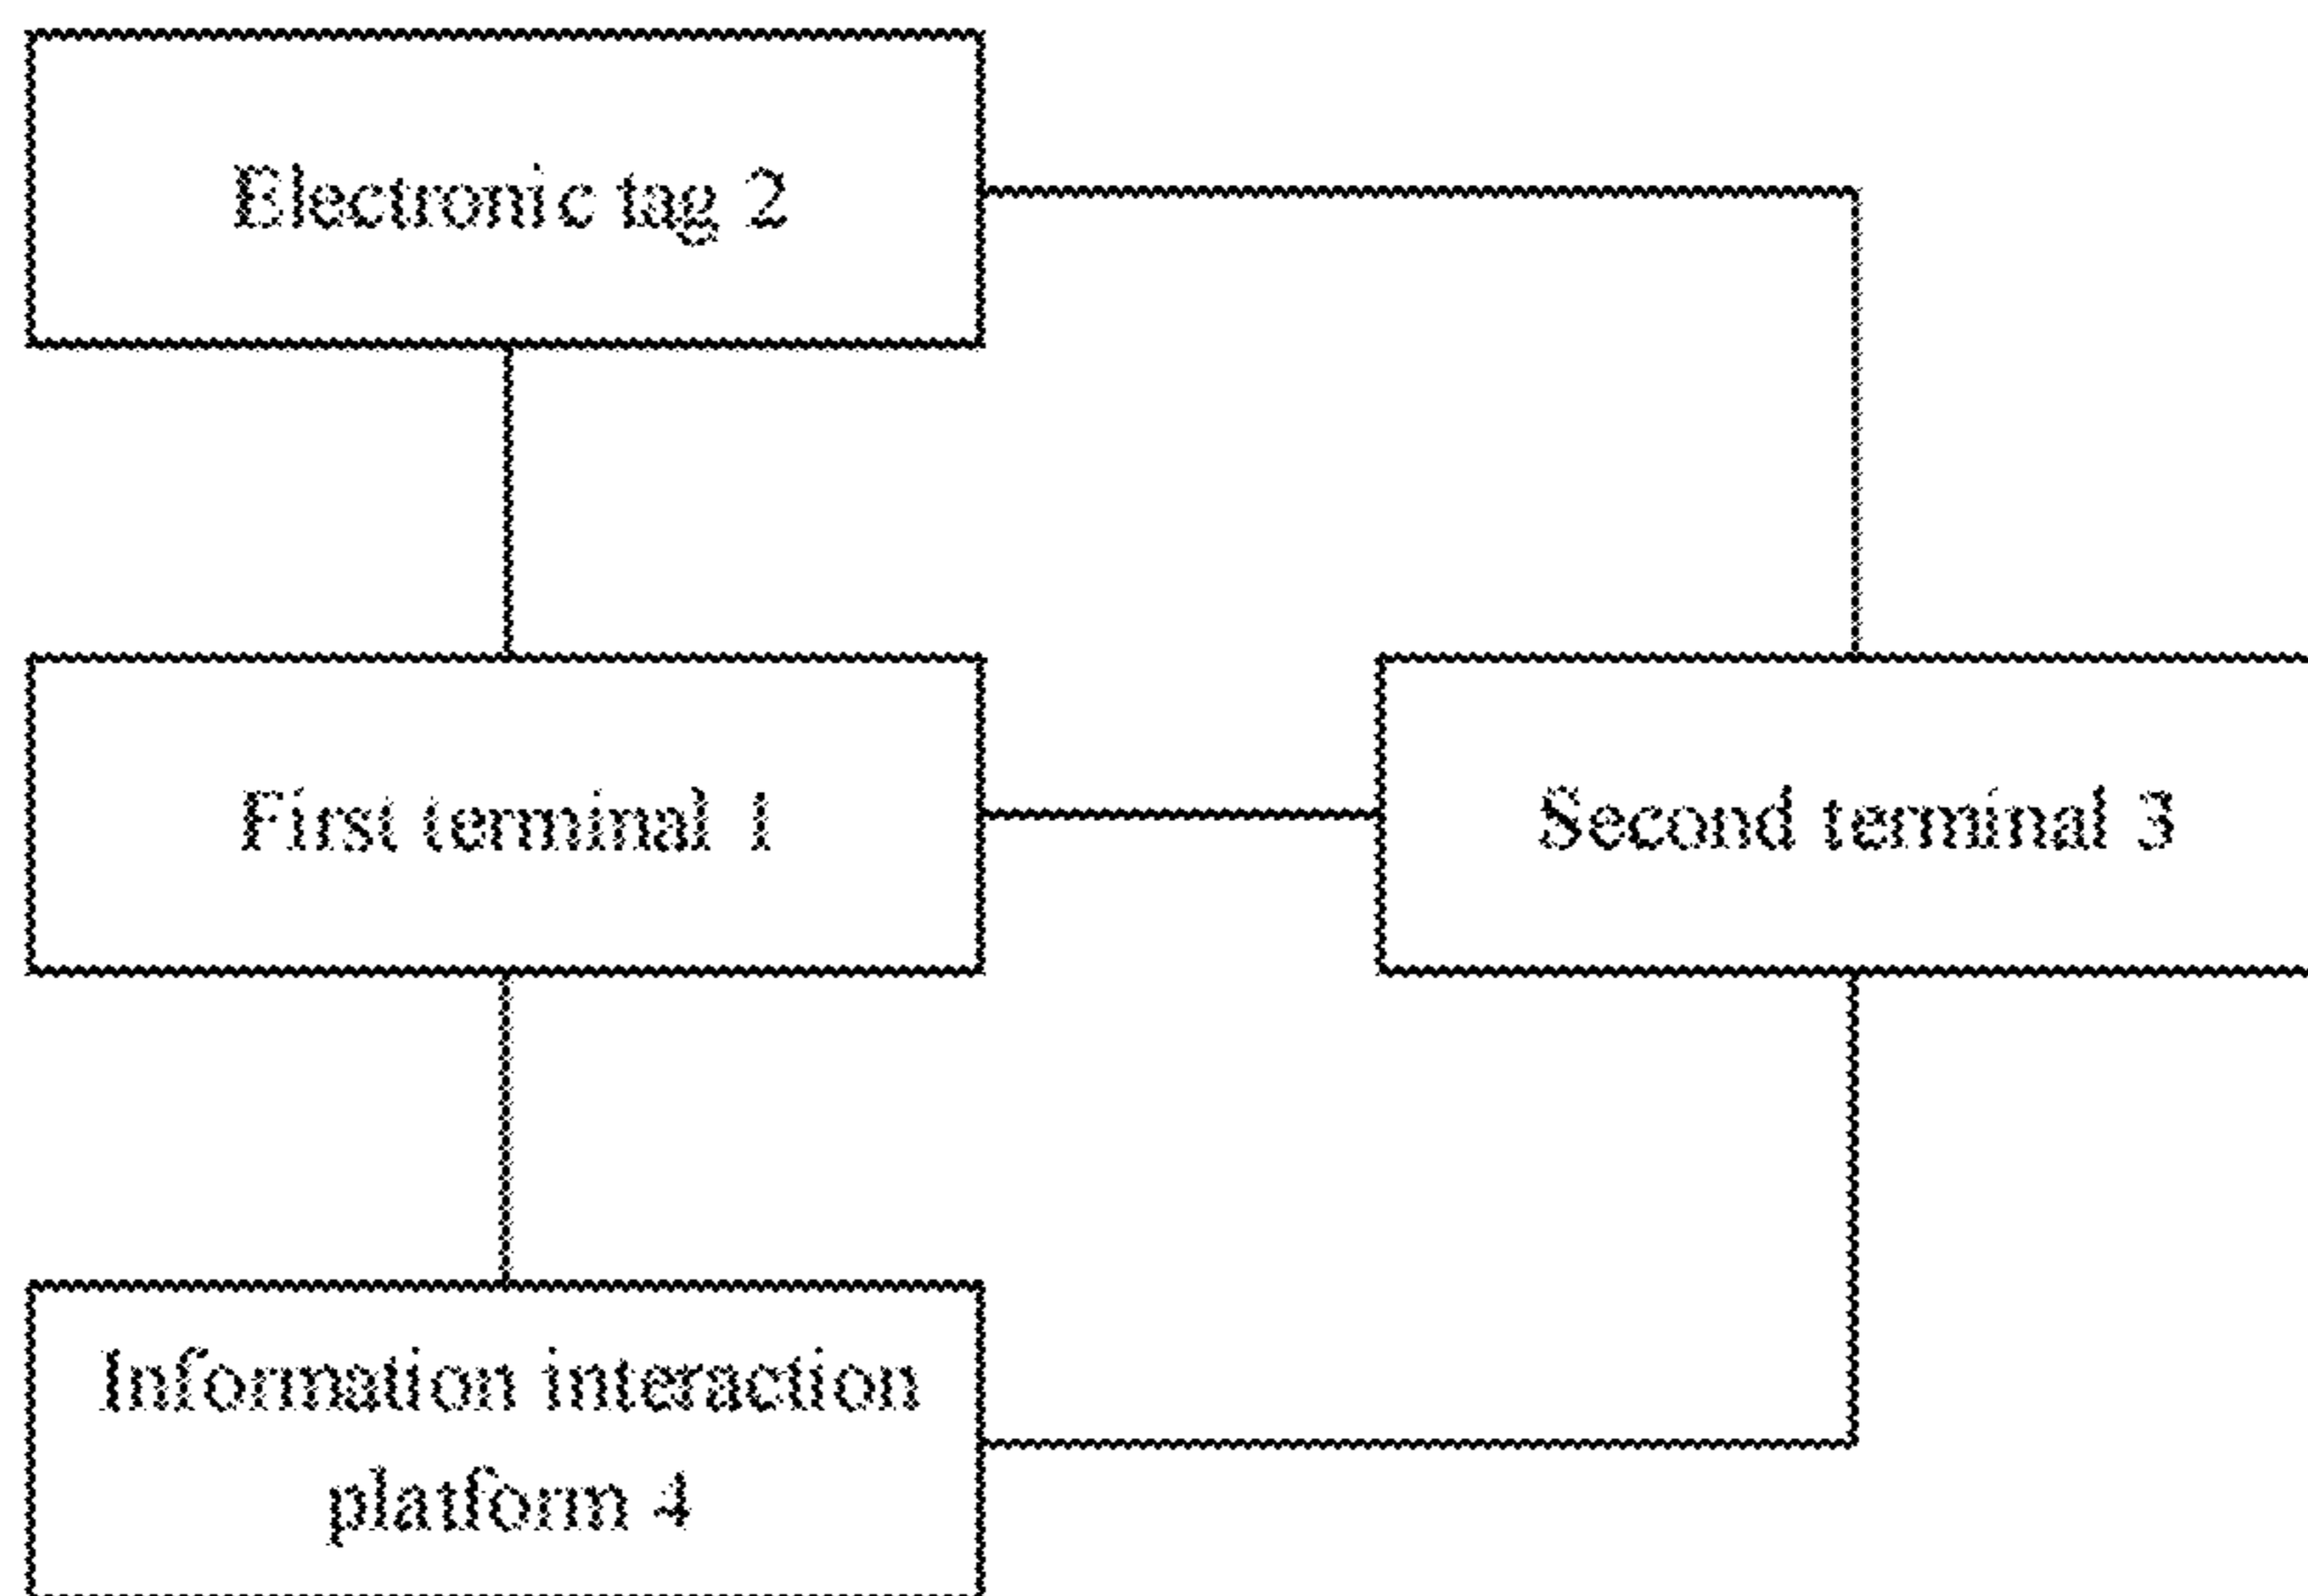 Electronic tag 2
First terminal 1
Second terminal 3
Information interaction
platform 4